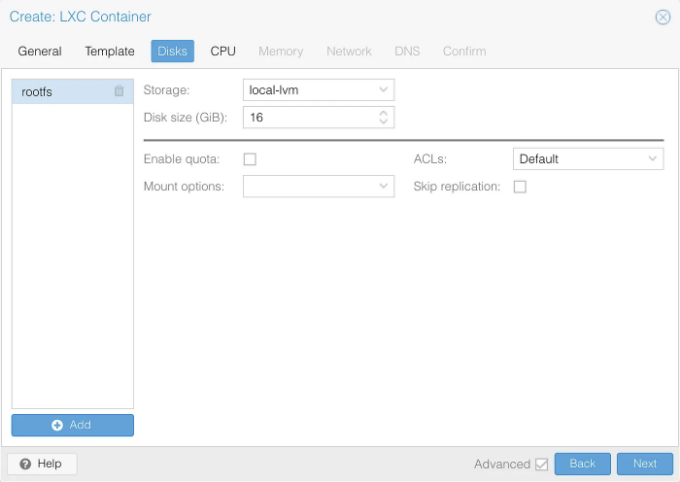 Create: LXC Container
General Template Disks CPU Memory Network DNS Confirm
rootfs
Storage: local-lvm
Disk size (GiB): 16
Enable quota: ACLs: Default
Mount options: Skip replication:
Add
Help Advanced Back Next